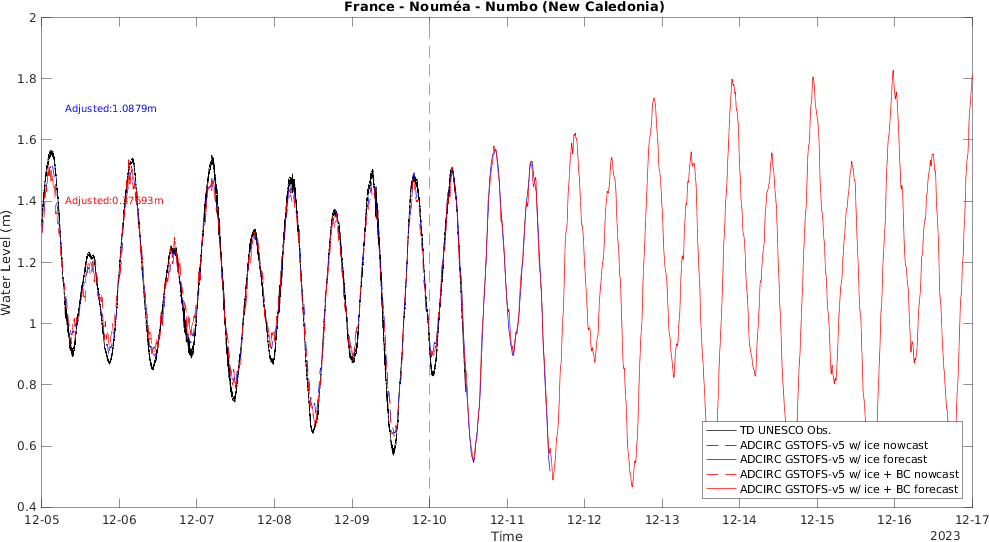 France - Nouméa - Numbo (New Caledonia)
2
1.8
1.6
1.4
1.2
1
0.8
0.6
0.4
Water Level (m)
Adjusted:1.0879m
Adjusted:0.37693m
TD UNESCO Obs.
ADCIRC GSTOFS-v5 w/ ice nowcast
ADCIRC GSTOFS-v5 w/ ice forecast
ADCIRC GSTOFS-v5 w/ ice + BC nowcast
ADCIRC GSTOFS-v5 w/ ice + BC forecast
12-05 12-06 12-07 12-08 12-09 12-10 12-11 12-12 12-13 12-14 12-15 12-16 12-17
Time
2023